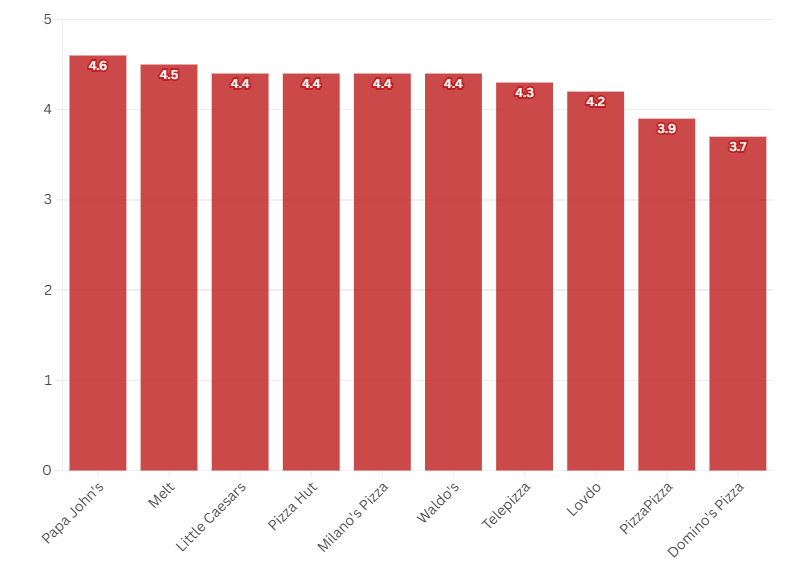 5
4
3
2
1
0
4.6
4.5
4.4
4.4
4.4
4.4
4.3
4.2
3.9
3.7
Papa John's
Melt
Little Caesars
Pizza Hut
Milano's Pizza
Waldo's
Telepizza
Lovdo
PizzaPizza
Domino's Pizza